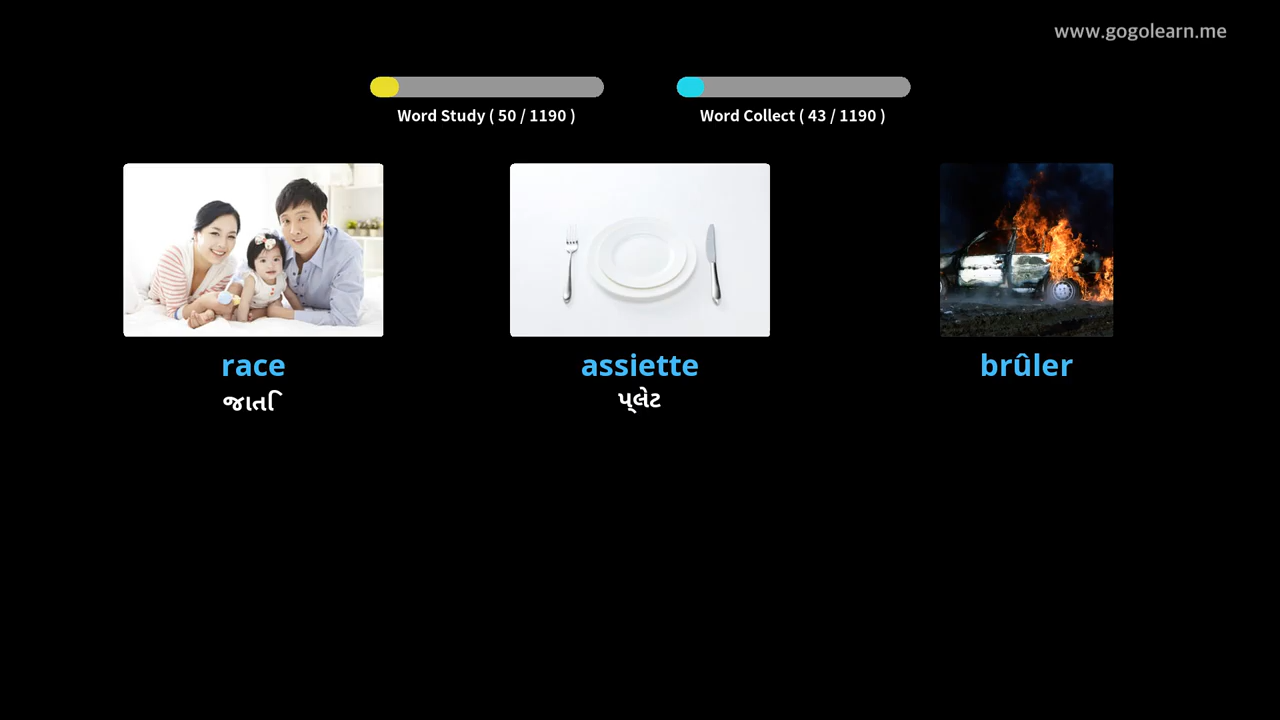 www.gogolearn.me
Word Study ( 50 / 1190 )
Word Collect ( 43 / 1190 )
race
assiette
brûler
જાતિ
પ્લેટ